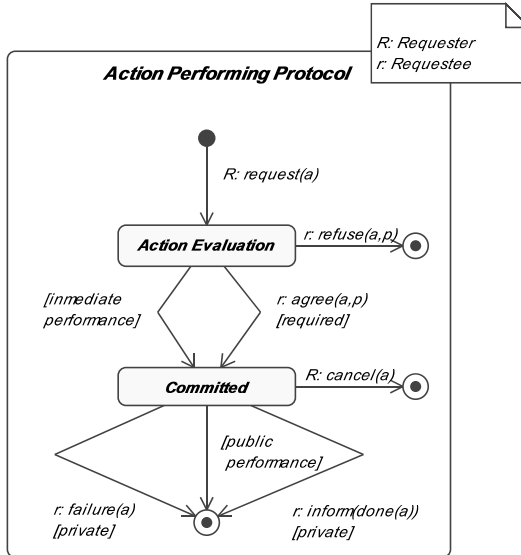 R: Requester
r: Requestee
Action Performing Protocol
R: request(a)
Action Evaluation
r: refuse(a,p)
[inmediate
performance]
r: agree(a,p)
[required]
Committed
R: cancel(a)
[public
performance]
r: failure(a)
[private]
r: inform(done(a))
[private]